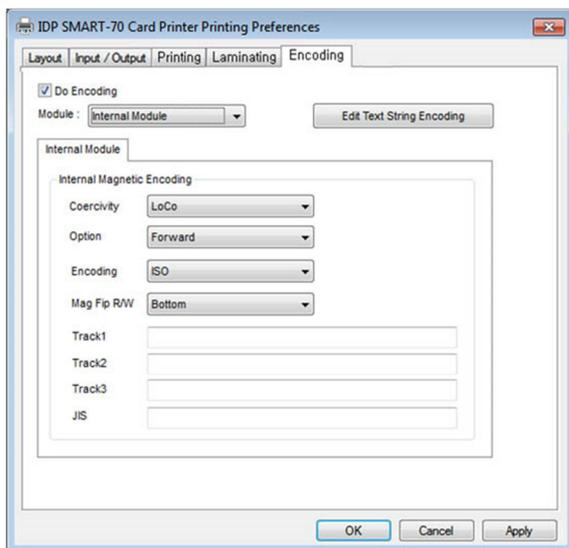 IDP SMART-70 Card Printer Printing Preferences
Layout Input / Output Printing Laminating Encoding
Do Encoding
Module : Internal Module Edit Text String Encoding
Internal Module
Internal Magnetic Encoding
Coercivity LoCo
Option Forward
Encoding ISO
Mag Fip R/W Bottom
Track1
Track2
Track3
JIS
OK Cancel Apply